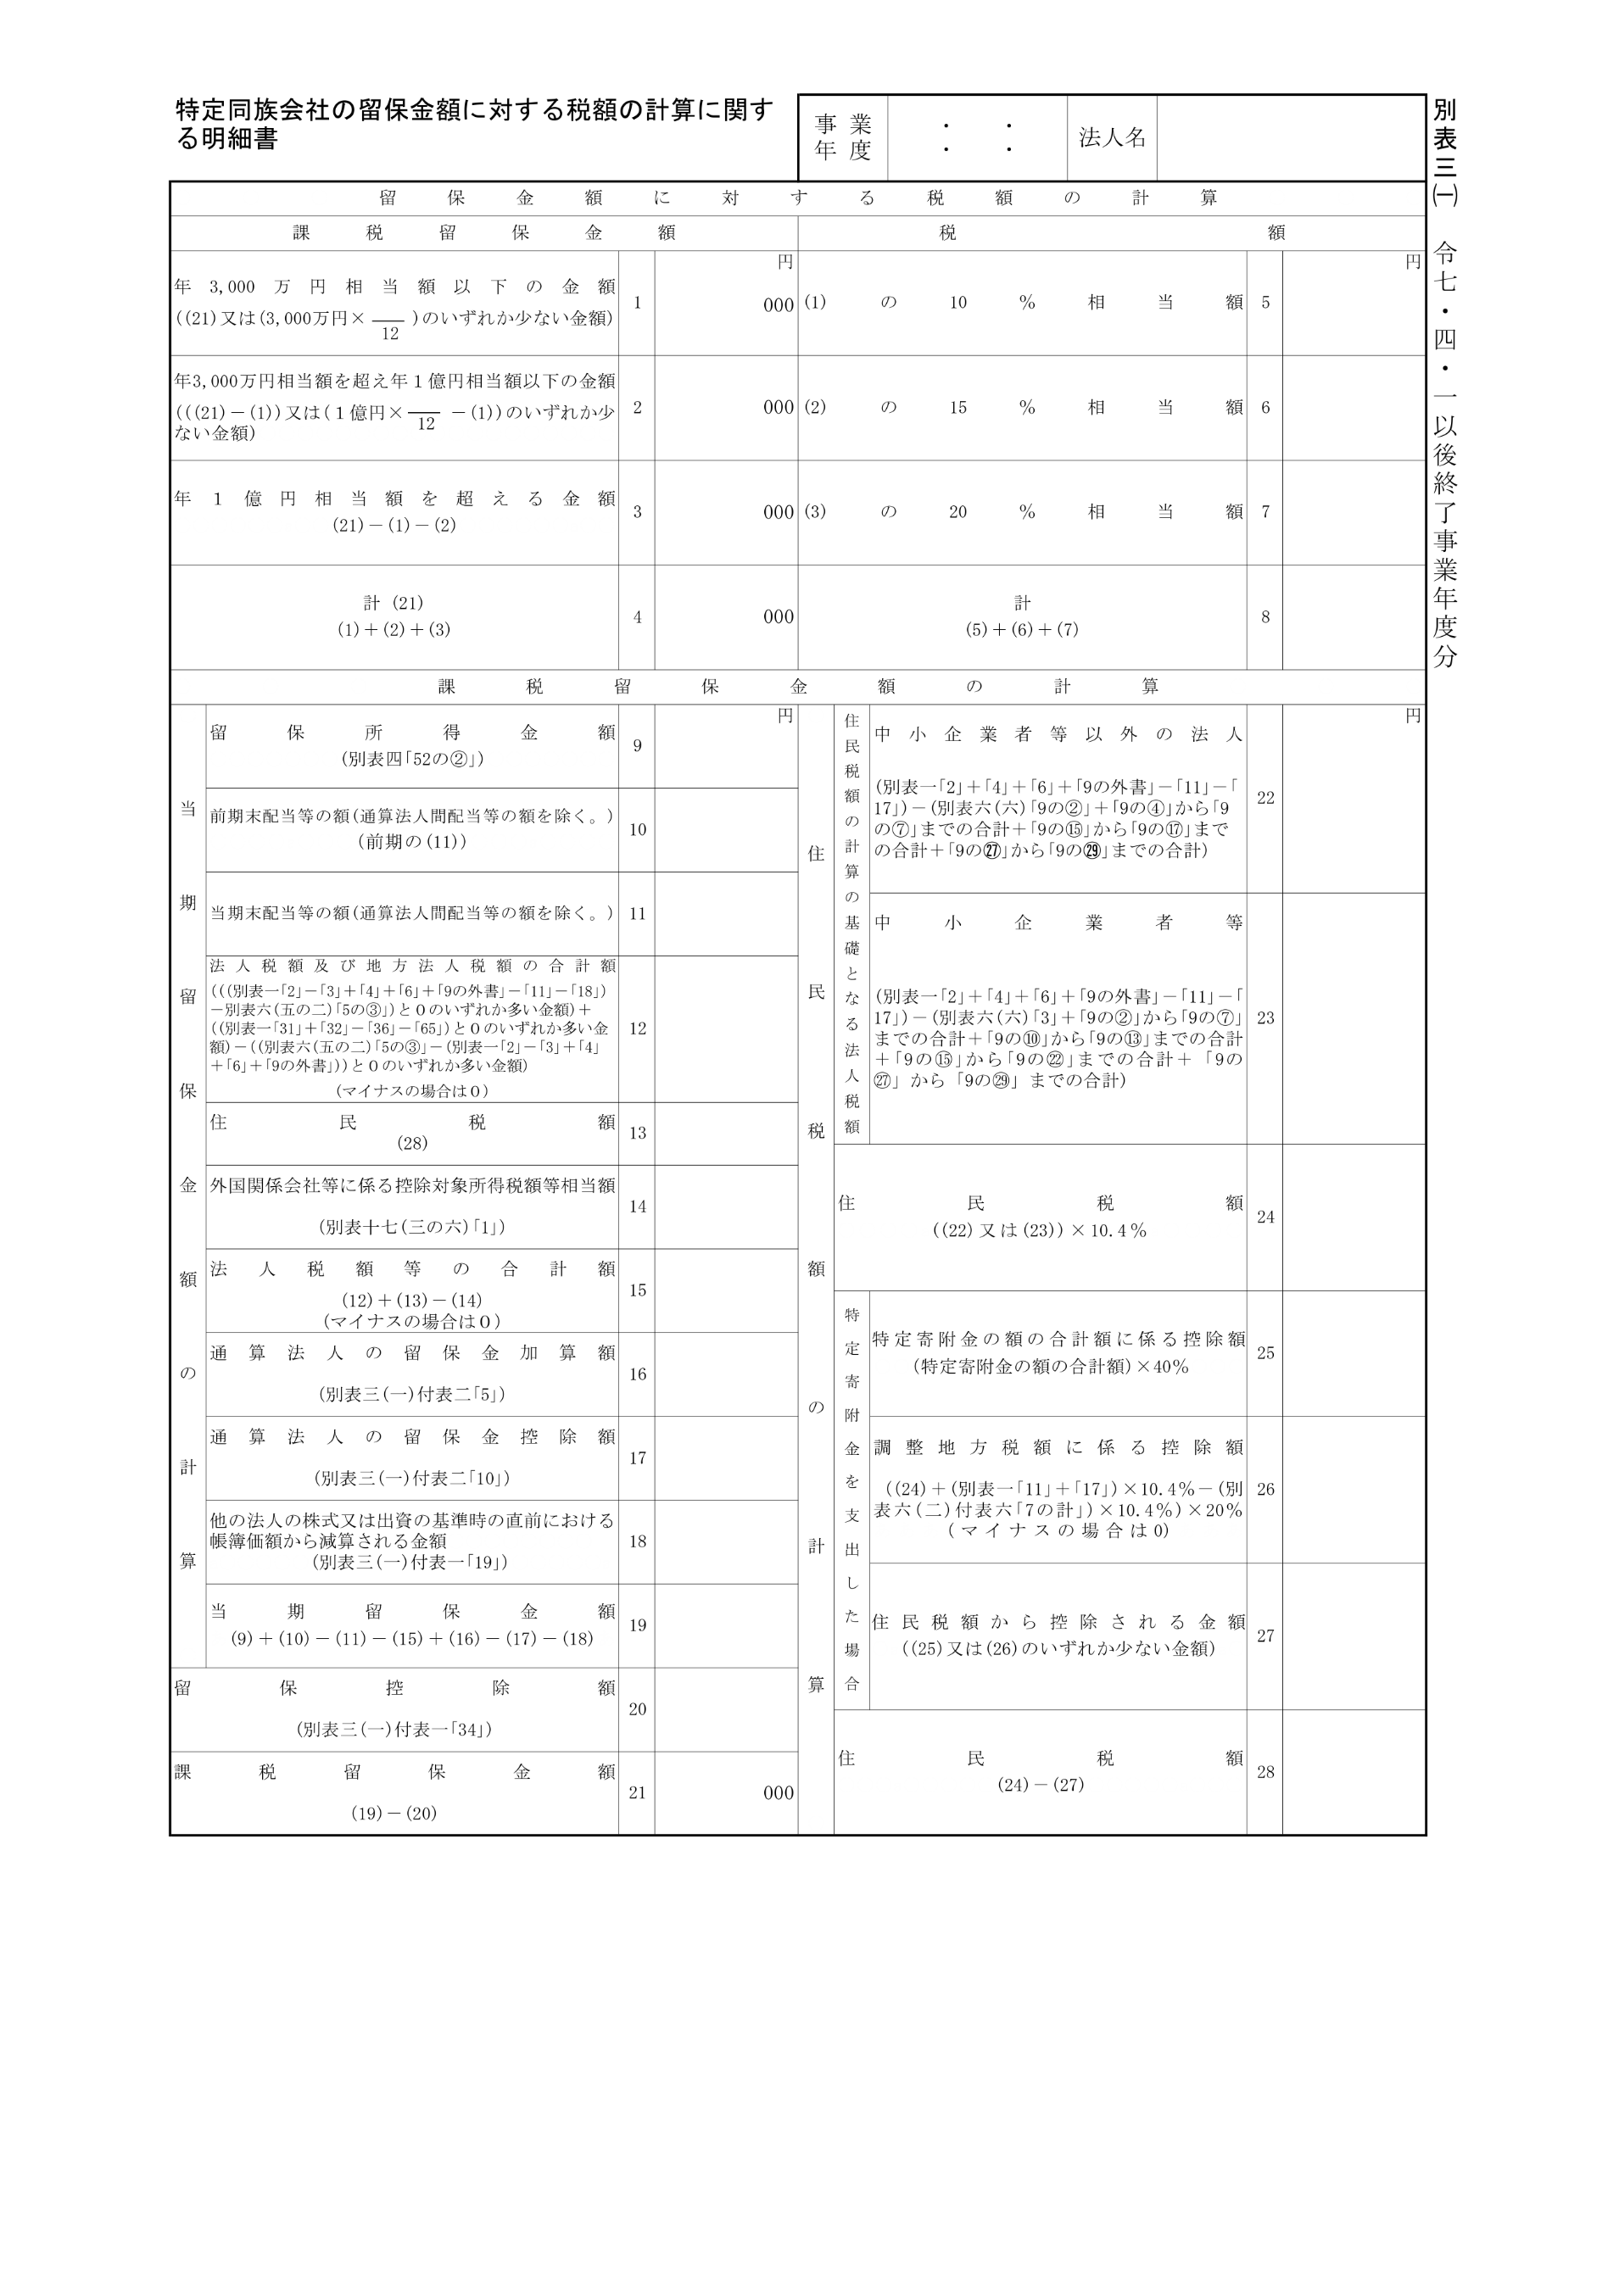 特定同族会社の留保金額に対する税額の計算に関す
る明細書
事業
年度
・ ・
・ ・
法人名
別表三(一) 令七・四・一以後終了事業年度分
留保金額に対する税額の計算
課税留保金額
税額
年3,000万円相当額以下の金額
((21)又は(3,000万円×――)のいずれか少ない金額)
12
1
円
000
(1)の10%相当額
5
円
年3,000万円相当額を超え年1億円相当額以下の金額
(((21)-(1))又は(1億円×――-(1))のいずれか少
12
ない金額)
2
000
(2)の15%相当額
6
年1億円相当額を超える金額
(21)-(1)-(2)
3
000
(3)の20%相当額
7
計 (21)
(1)+(2)+(3)
4
000
計
(5)+(6)+(7)
8
課税留保金額の計算
当期留保金額の計算
留保所得金額
(別表四「52の②」)
9
円
前期末配当等の額(通算法人間配当等の額を除く。)
(前期の(11))
10
当期末配当等の額(通算法人間配当等の額を除く。)
11
法人税額及び地方法人税額の合計額
(((別表一「2」-「3」+「4」+「6」+「9の外書」-「11」-「18」)
-別表六(五の二)「5の③」)と0のいずれか多い金額)+
((別表一「31」+「32」-「36」-「65」)と0のいずれか多い金
額)-((別表六(五の二)「5の③」-(別表一「2」-「3」+「4」
+「6」+「9の外書」))と0のいずれか多い金額)
(マイナスの場合は0)
12
住民税額
(28)
13
外国関係会社等に係る控除対象所得税額等相当額
(別表十七(三の六)「1」)
14
法人税額等の合計額
(12)+(13)-(14)
(マイナスの場合は0)
15
通算法人の留保金加算額
(別表三(一)付表二「5」)
16
通算法人の留保金控除額
(別表三(一)付表二「10」)
17
他の法人の株式又は出資の基準時の直前における
帳簿価額から減算される金額
(別表三(一)付表一「19」)
18
当期留保金額
(9)+(10)-(11)-(15)+(16)-(17)-(18)
19
留保控除額
(別表三(一)付表一「34」)
20
課税留保金額
(19)-(20)
21
000
住民税額の計算
住民税額の計算の基礎となる法人税額
中小企業者等以外の法人
(別表一「2」+「4」+「6」+「9の外書」-「11」-「
17」)-(別表六(六)「9の②」+「9の④」から「9
の⑦」までの合計+「9の⑮」から「9の⑰」まで
の合計+「9の㉗」から「9の㉙」までの合計)
22
円
中小企業者等
(別表一「2」+「4」+「6」+「9の外書」-「11」-「
17」)-(別表六(六)「3」+「9の②」から「9の⑦」
までの合計+「9の⑩」から「9の⑬」までの合計
+「9の⑮」から「9の㉒」までの合計+「9の
㉗」から「9の㉙」までの合計)
23
住民税額
((22)又は(23))×10.4%
24
特定寄附金を支出した場合
特定寄附金の額の合計額に係る控除額
(特定寄附金の額の合計額)×40%
25
調整地方税額に係る控除額
((24)+(別表一「11」+「17」)×10.4%-(別
表六(二)付表六「7の計」)×10.4%)×20%
(マイナスの場合は0)
26
住民税額から控除される金額
((25)又は(26)のいずれか少ない金額)
27
住民税額
(24)-(27)
28